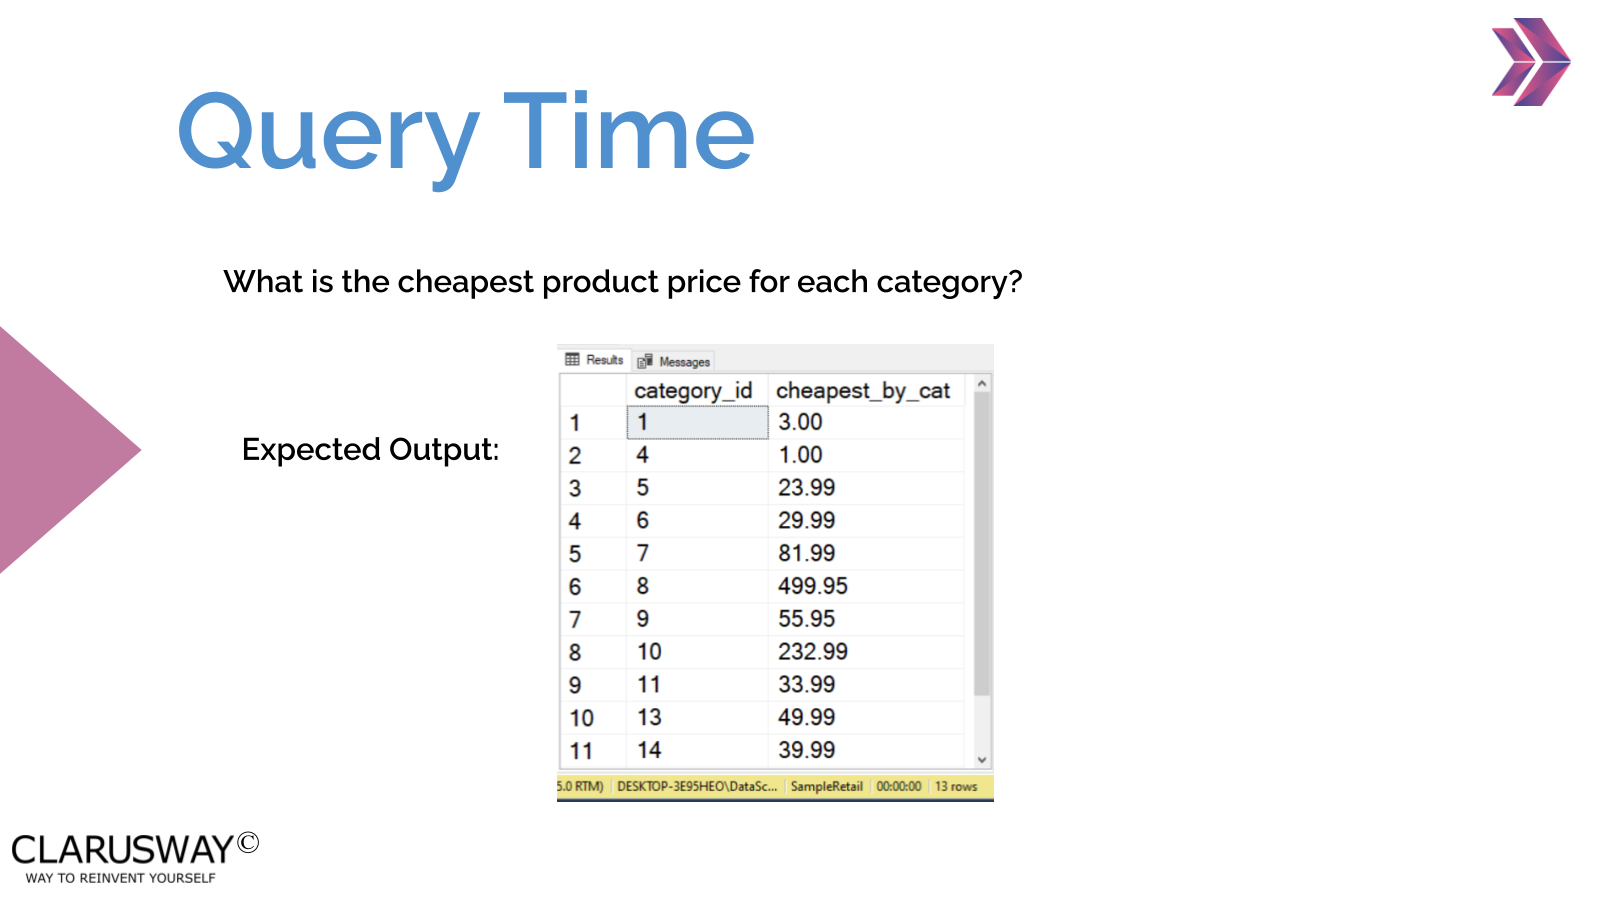 Query Time
What is the cheapest product price for each category?
Expected Output:
Results Messages
category_id cheapest_by_cat
1 1 3.00
2 4 1.00
3 5 23.99
4 6 29.99
5 7 81.99
6 8 499.95
7 9 55.95
8 10 232.99
9 11 33.99
10 13 49.99
11 14 39.99
5.0 RTM) DESKTOP-3E95HEO\DataSc... SampleRetail 00:00:00 13 rows
CLARUSWAY©
WAY TO REINVENT YOURSELF